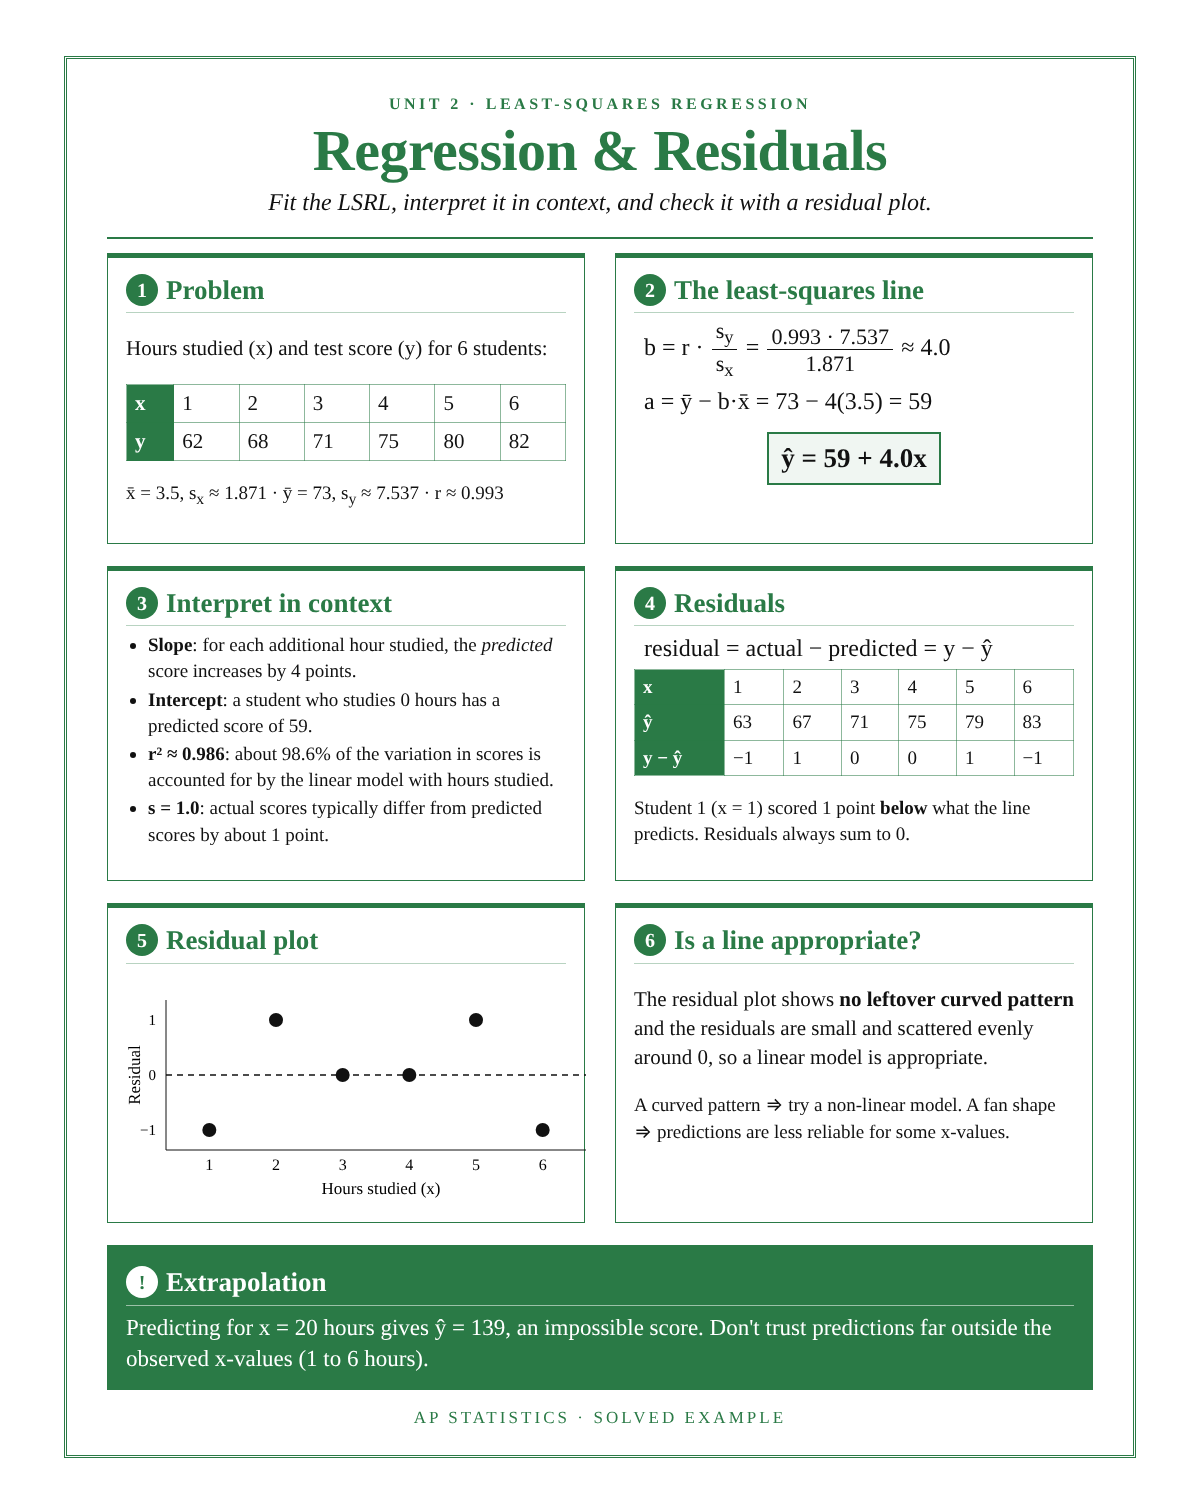 UNIT 2 · LEAST-SQUARES REGRESSION
Regression & Residuals
Fit the LSRL, interpret it in context, and check it with a residual plot.
1 Problem
Hours studied (x) and test score (y) for 6 students:
x 1 2 3 4 5 6
y 62 68 71 75 80 82
x̄ = 3.5, sx ≈ 1.871 · ȳ = 73, sy ≈ 7.537 · r ≈ 0.993
2 The least-squares line
b = r · sy/sx = 0.993 · 7.537/1.871 ≈ 4.0
a = ȳ − b·x̄ = 73 − 4(3.5) = 59
ŷ = 59 + 4.0x
3 Interpret in context
• Slope: for each additional hour studied, the predicted
score increases by 4 points.
• Intercept: a student who studies 0 hours has a
predicted score of 59.
• r² ≈ 0.986: about 98.6% of the variation in scores is
accounted for by the linear model with hours studied.
• s = 1.0: actual scores typically differ from predicted
scores by about 1 point.
4 Residuals
residual = actual − predicted = y − ŷ
x 1 2 3 4 5 6
ŷ 63 67 71 75 79 83
y − ŷ −1 1 0 0 1 −1
Student 1 (x = 1) scored 1 point below what the line
predicts. Residuals always sum to 0.
5 Residual plot
Residual
1
0
−1
1 2 3 4 5 6
Hours studied (x)
6 Is a line appropriate?
The residual plot shows no leftover curved pattern
and the residuals are small and scattered evenly
around 0, so a linear model is appropriate.
A curved pattern ⇒ try a non-linear model. A fan shape
⇒ predictions are less reliable for some x-values.
! Extrapolation
Predicting for x = 20 hours gives ŷ = 139, an impossible score. Don't trust predictions far outside the
observed x-values (1 to 6 hours).
AP STATISTICS · SOLVED EXAMPLE